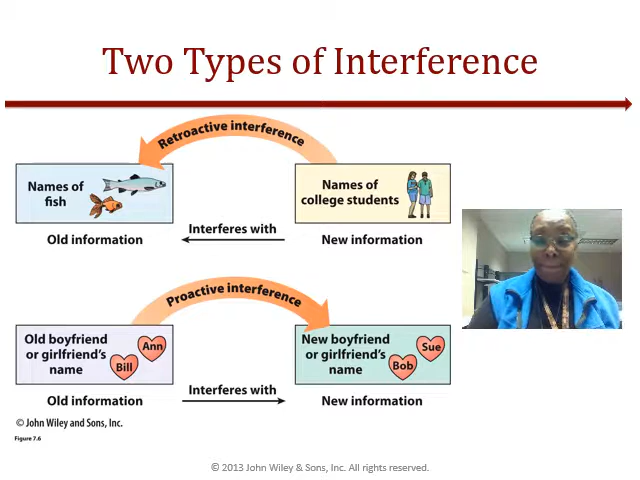 Two Types of Interference
Retroactive interference
Names of
fish
Names of
college students
Interferes with
Old information
New information
Proactive interference
Old boyfriend
or girlfriend's
name
Ann
Bill
New boyfriend
or girlfriend's
name
Sue
Bob
Interferes with
Old information
New information
© John Wiley and Sons, Inc.
Figure 7.6
© 2013 John Wiley & Sons, Inc. All rights reserved.